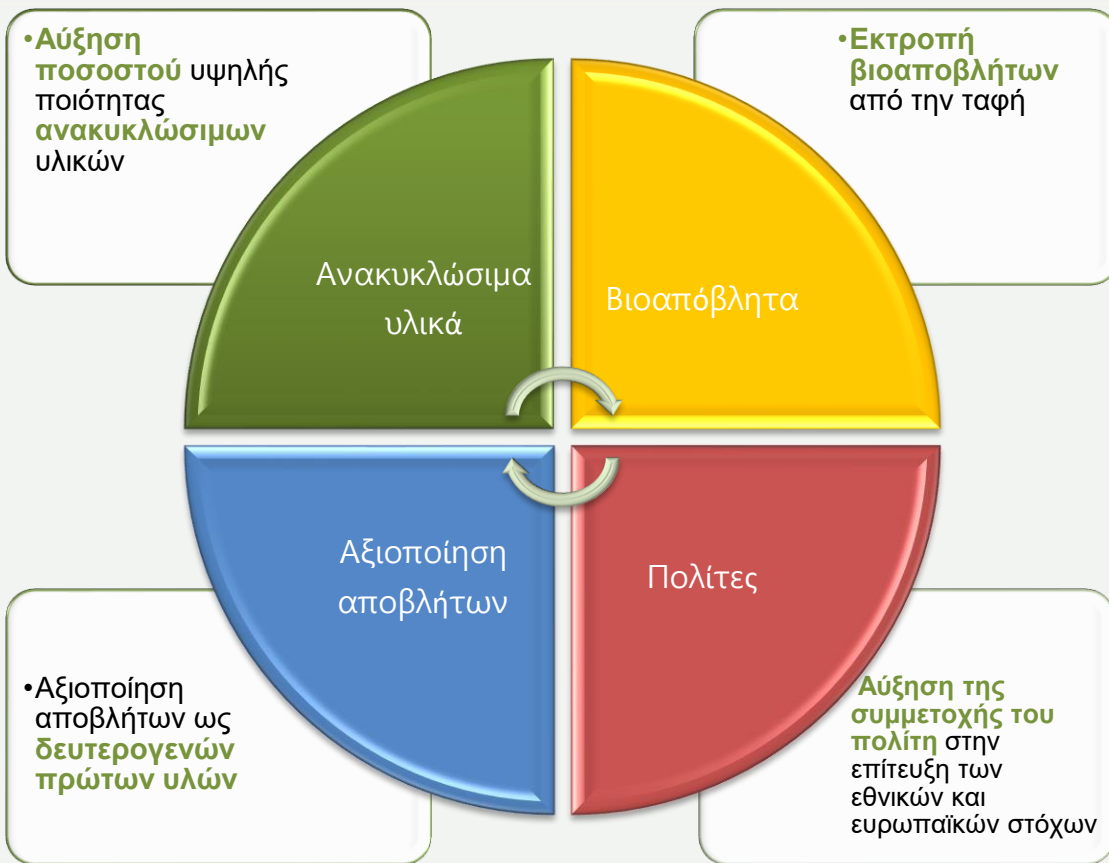 •Αύξηση
ποσοστού υψηλής
ποιότητας
ανακυκλώσιμων
υλικών
•Εκτροπή
βιοαποβλήτων
από την ταφή
Ανακυκλώσιμα
υλικά
Βιοαπόβλητα
Αξιοποίηση
αποβλήτων
Πολίτες
•Αξιοποίηση
αποβλήτων ως
δευτερογενών
πρώτων υλών
Αύξηση της
συμμετοχής του
πολίτη στην
επίτευξη των
εθνικών και
ευρωπαϊκών στόχων